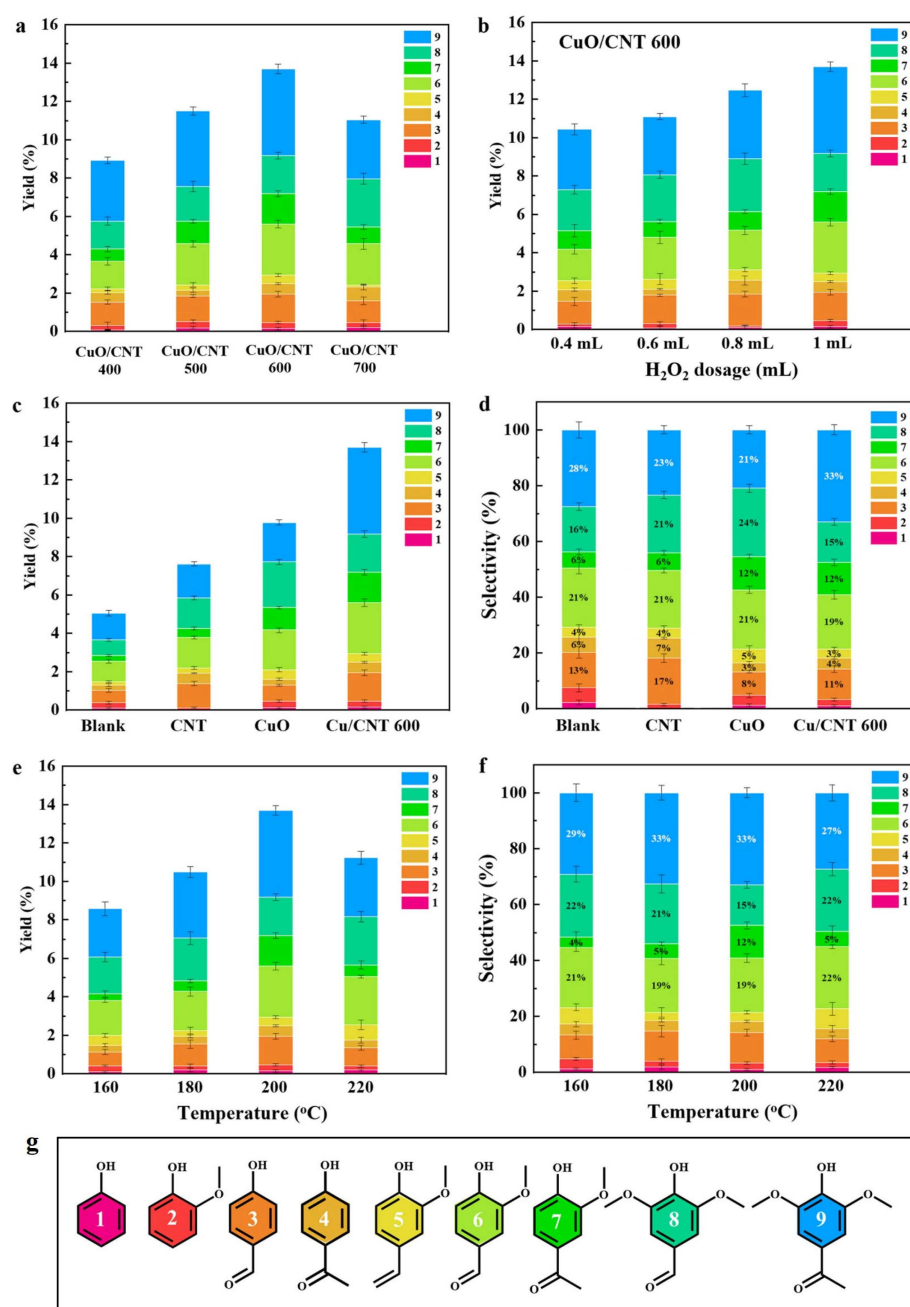 a
Yield (%)
16
14
12
10
8
6
4
2
0
CuO/CNT 400
CuO/CNT 500
CuO/CNT 600
CuO/CNT 700
9
8
7
6
5
4
3
2
1
b
CuO/CNT 600
Yield (%)
16
14
12
10
8
6
4
2
0
0.4 mL
0.6 mL
0.8 mL
1 mL
H₂O₂ dosage (mL)
9
8
7
6
5
4
3
2
1
c
Yield (%)
16
14
12
10
8
6
4
2
0
Blank
CNT
CuO
Cu/CNT 600
9
8
7
6
5
4
3
2
1
d
Selectivity (%)
100
80
60
40
20
0
28%
16%
6%
21%
4%
6%
13%
23%
21%
6%
21%
4%
7%
17%
21%
24%
12%
21%
5%
3%
8%
33%
15%
12%
19%
3%
4%
11%
Blank
CNT
CuO
Cu/CNT 600
9
8
7
6
5
4
3
2
1
e
Yield (%)
16
14
12
10
8
6
4
2
0
160
180
200
220
Temperature (°C)
9
8
7
6
5
4
3
2
1
f
Selectivity (%)
100
80
60
40
20
0
29%
22%
4%
21%
33%
21%
5%
19%
33%
15%
12%
19%
27%
22%
5%
22%
160
180
200
220
Temperature (°C)
9
8
7
6
5
4
3
2
1
g
OH
1
OH
O
2
OH
3
O
OH
4
O
OH
O
5
OH
O
6
O
OH
O
7
O
OH
O
O
8
O
OH
O
O
9
O